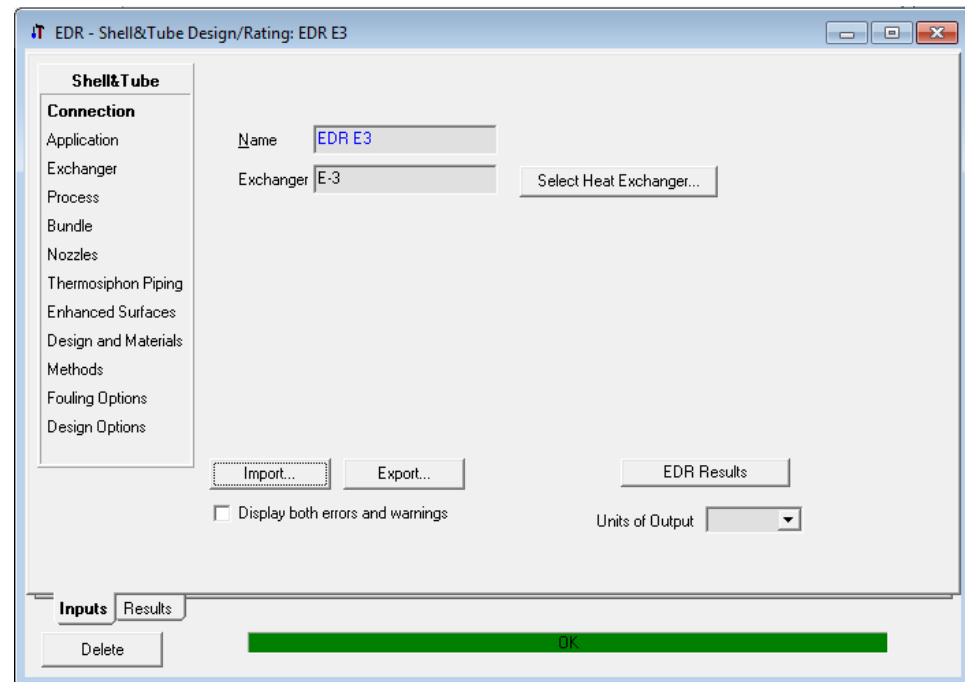 EDR - Shell&Tube Design/Rating: EDR E3
Shell&Tube
Connection
Application
Exchanger
Process
Bundle
Nozzles
Thermosiphon Piping
Enhanced Surfaces
Design and Materials
Methods
Fouling Options
Design Options
Name EDR E3
Exchanger E-3 Select Heat Exchanger...
Import... Export... EDR Results
Display both errors and warnings Units of Output
Inputs Results
Delete OK